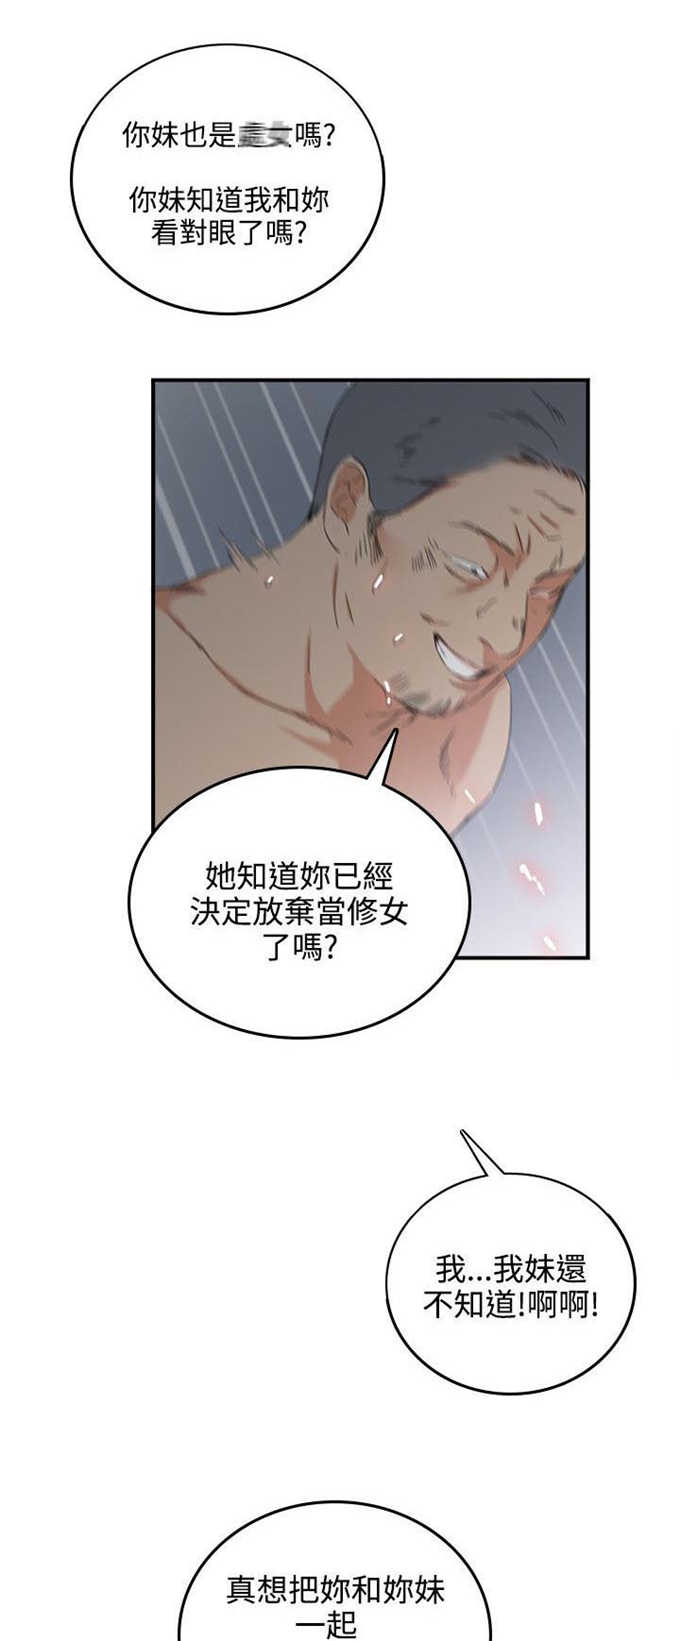 你妹也是嗎?
你妹知道我和妳
看對眼了嗎?
她知道妳已經
決定放棄當修女
了嗎?
我...我妹還
不知道!啊啊!
真想把妳和妳妹
一起